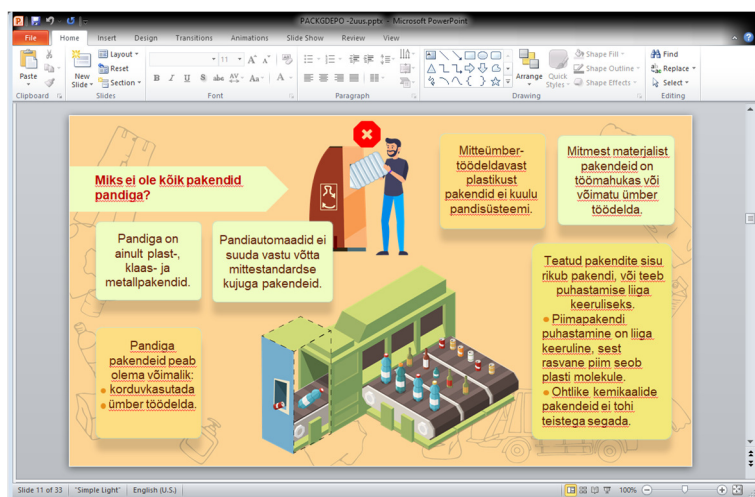 PACKGDEPO -2uus.pptx - Microsoft PowerPoint
File Home Insert Design Transitions Animations Slide Show Review View
Paste
Clipboard
New
Slide
Layout
Reset
Section
Slides
11
B I U S abc AV Aa A
Font
Paragraph
Arrange
Quick
Styles
Shape Fill
Shape Outline
Shape Effects
Drawing
Find
Replace
Select
Editing
Miks ei ole kõik pakendid
pandiga?
Mitteümber-
töödeldavast
plastikust
pakendid ei kuulu
pandisüsteemi.
Mitmest materjalist
pakendeid on
töömahukas või
võimatu ümber
töödelda.
Pandiga on
ainult plast-,
klaas- ja
metallpakendid.
Pandiautomaadid ei
suuda vastu võtta
mittestandardse
kujuga pakendeid.
Teatud pakendite sisu
rikub pakendi, või teeb
puhastamise liiga
keeruliseks.
• Piimapakendi
puhastamine on liiga
keeruline, sest
rasvane piim seob
plasti molekule.
• Ohtlike kemikaalide
pakendeid ei tohi
teistega segada.
Pandiga
pakendeid peab
olema võimalik:
• korduvkasutada
• ümber töödelda.
Slide 11 of 33 "Simple Light" English (U.S.) 100%